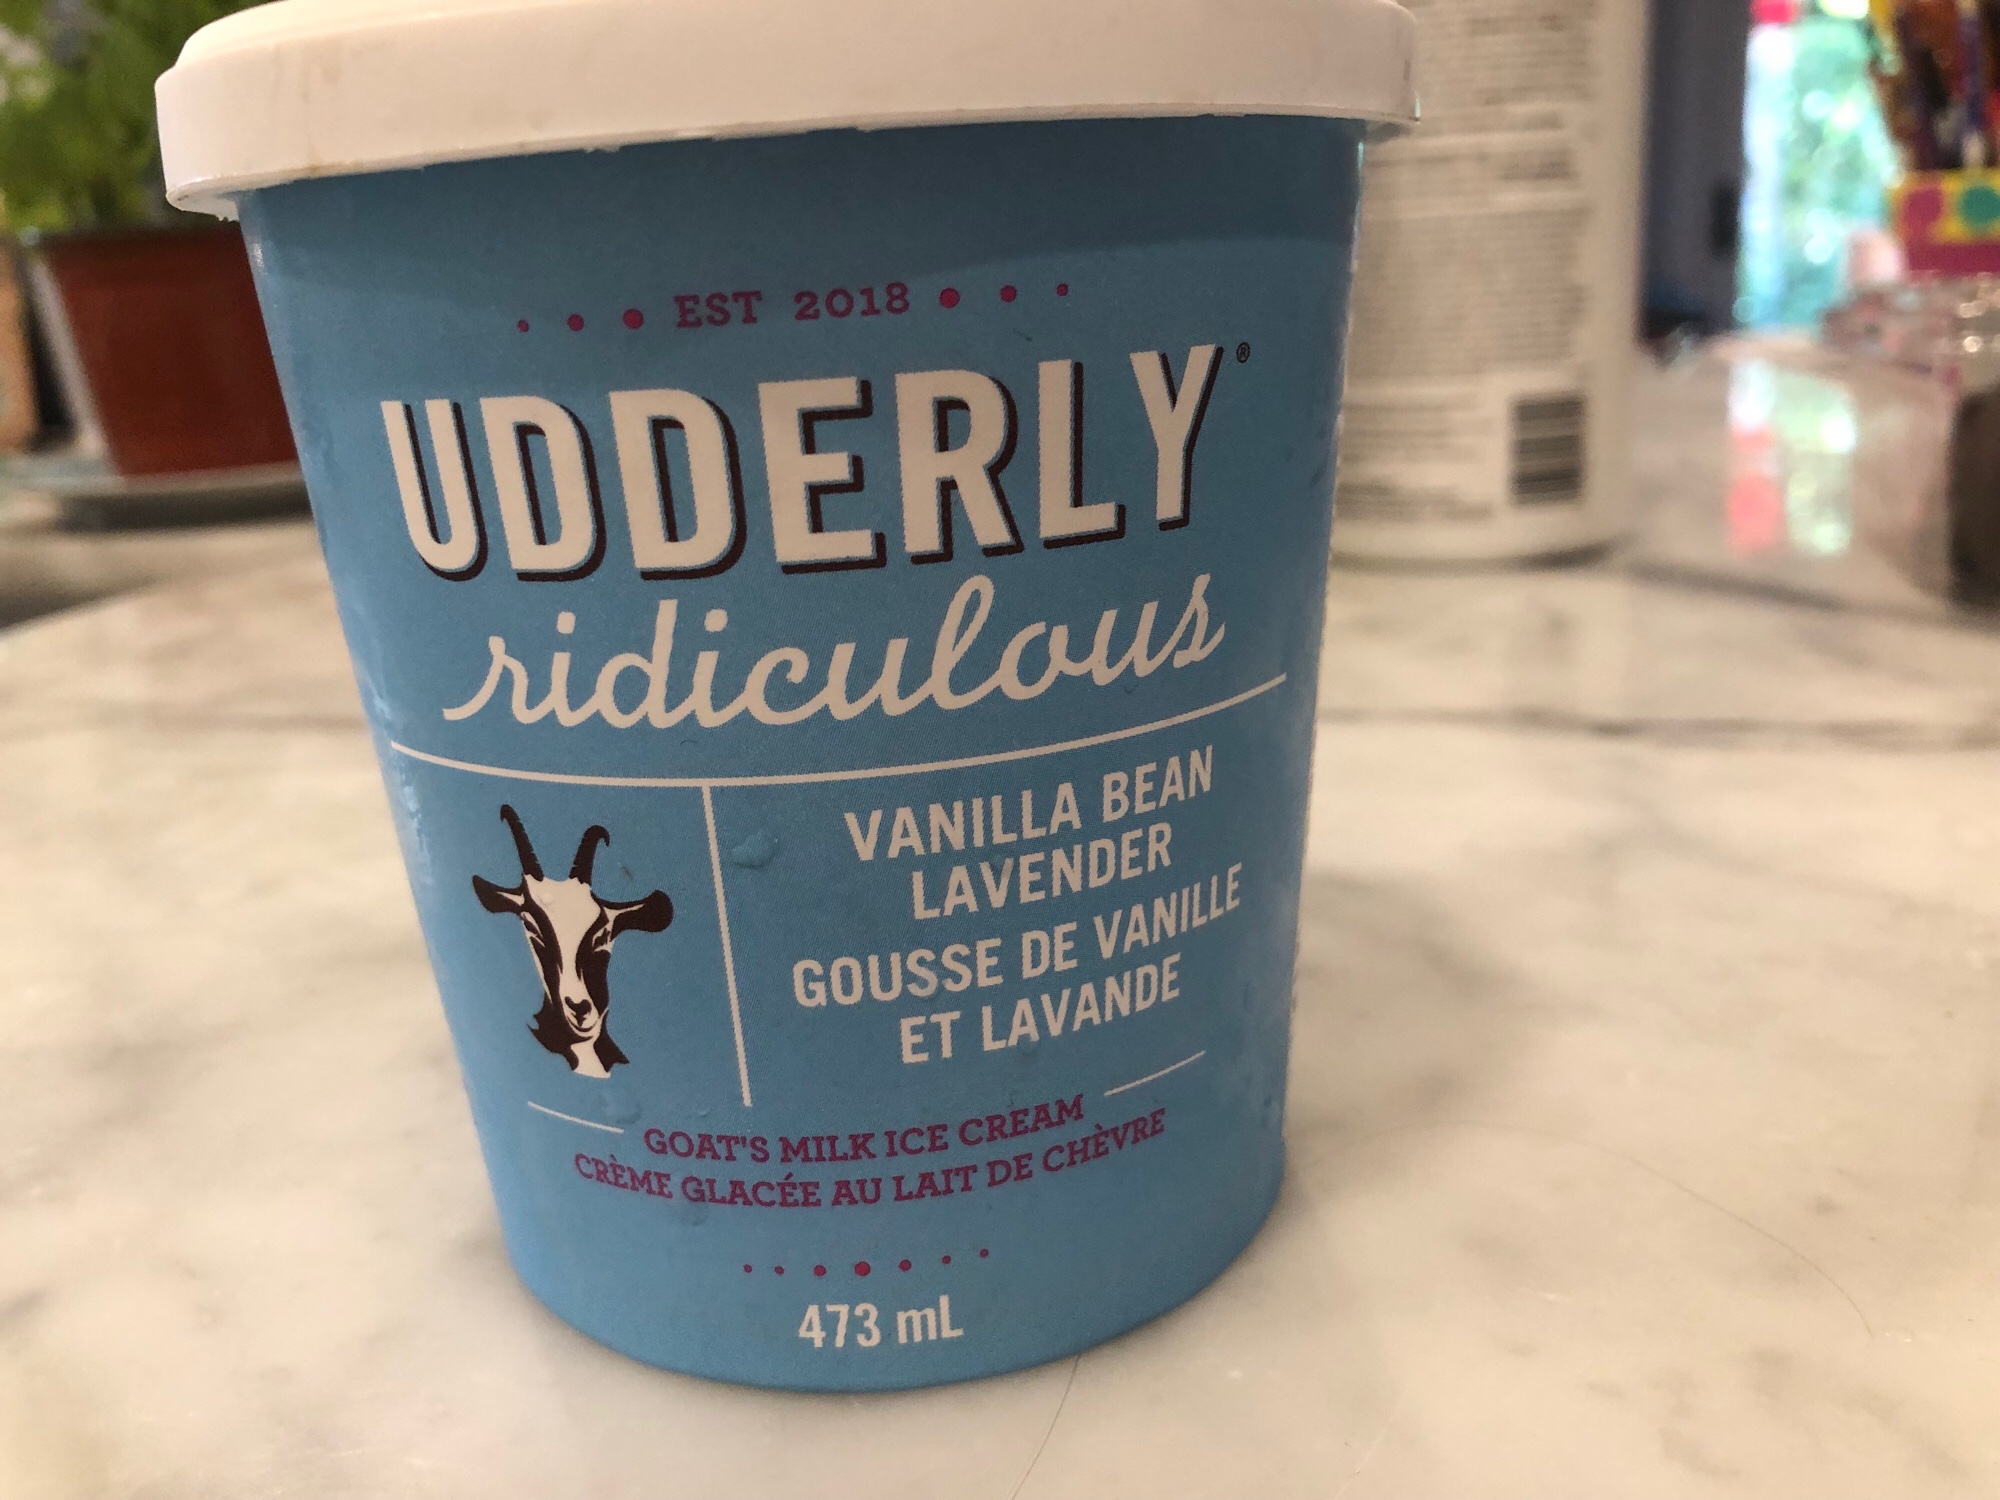 EST 2018
UDDERLY®
ridiculous
VANILLA BEAN
LAVENDER
GOUSSE DE VANILLE
ET LAVANDE
GOAT'S MILK ICE CREAM
CRÈME GLACÉE AU LAIT DE CHÈVRE
473 mL